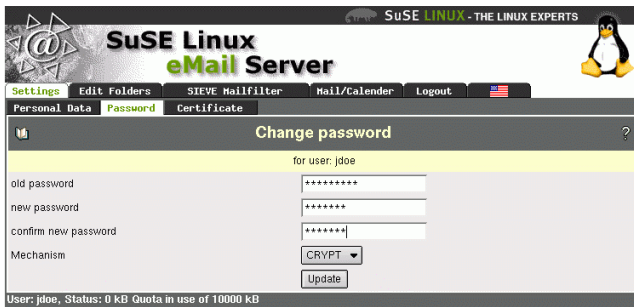 SuSE LINUX - THE LINUX EXPERTS
@
SuSE Linux
eMail Server
Settings Edit Folders SIEVE Mailfilter Mail/Calender Logout
Personal Data Password Certificate
Change password ?
for user: jdoe
old password *********
new password *******
confirm new password *******
Mechanism CRYPT
Update
User: jdoe, Status: 0 kB Quota in use of 10000 kB